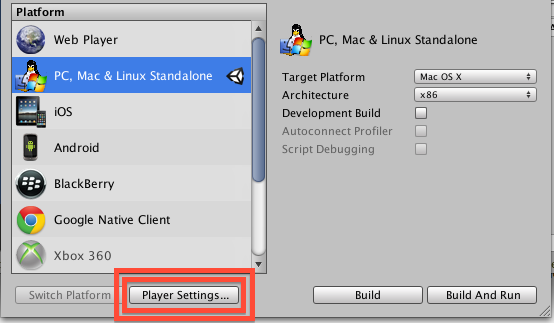 Platform
Web Player
PC, Mac & Linux Standalone
iOS
Android
BlackBerry
Google Native Client
Xbox 360
PC, Mac & Linux Standalone
Target Platform Mac OS X
Architecture x86
Development Build
Autoconnect Profiler
Script Debugging
Switch Platform Player Settings... Build Build And Run